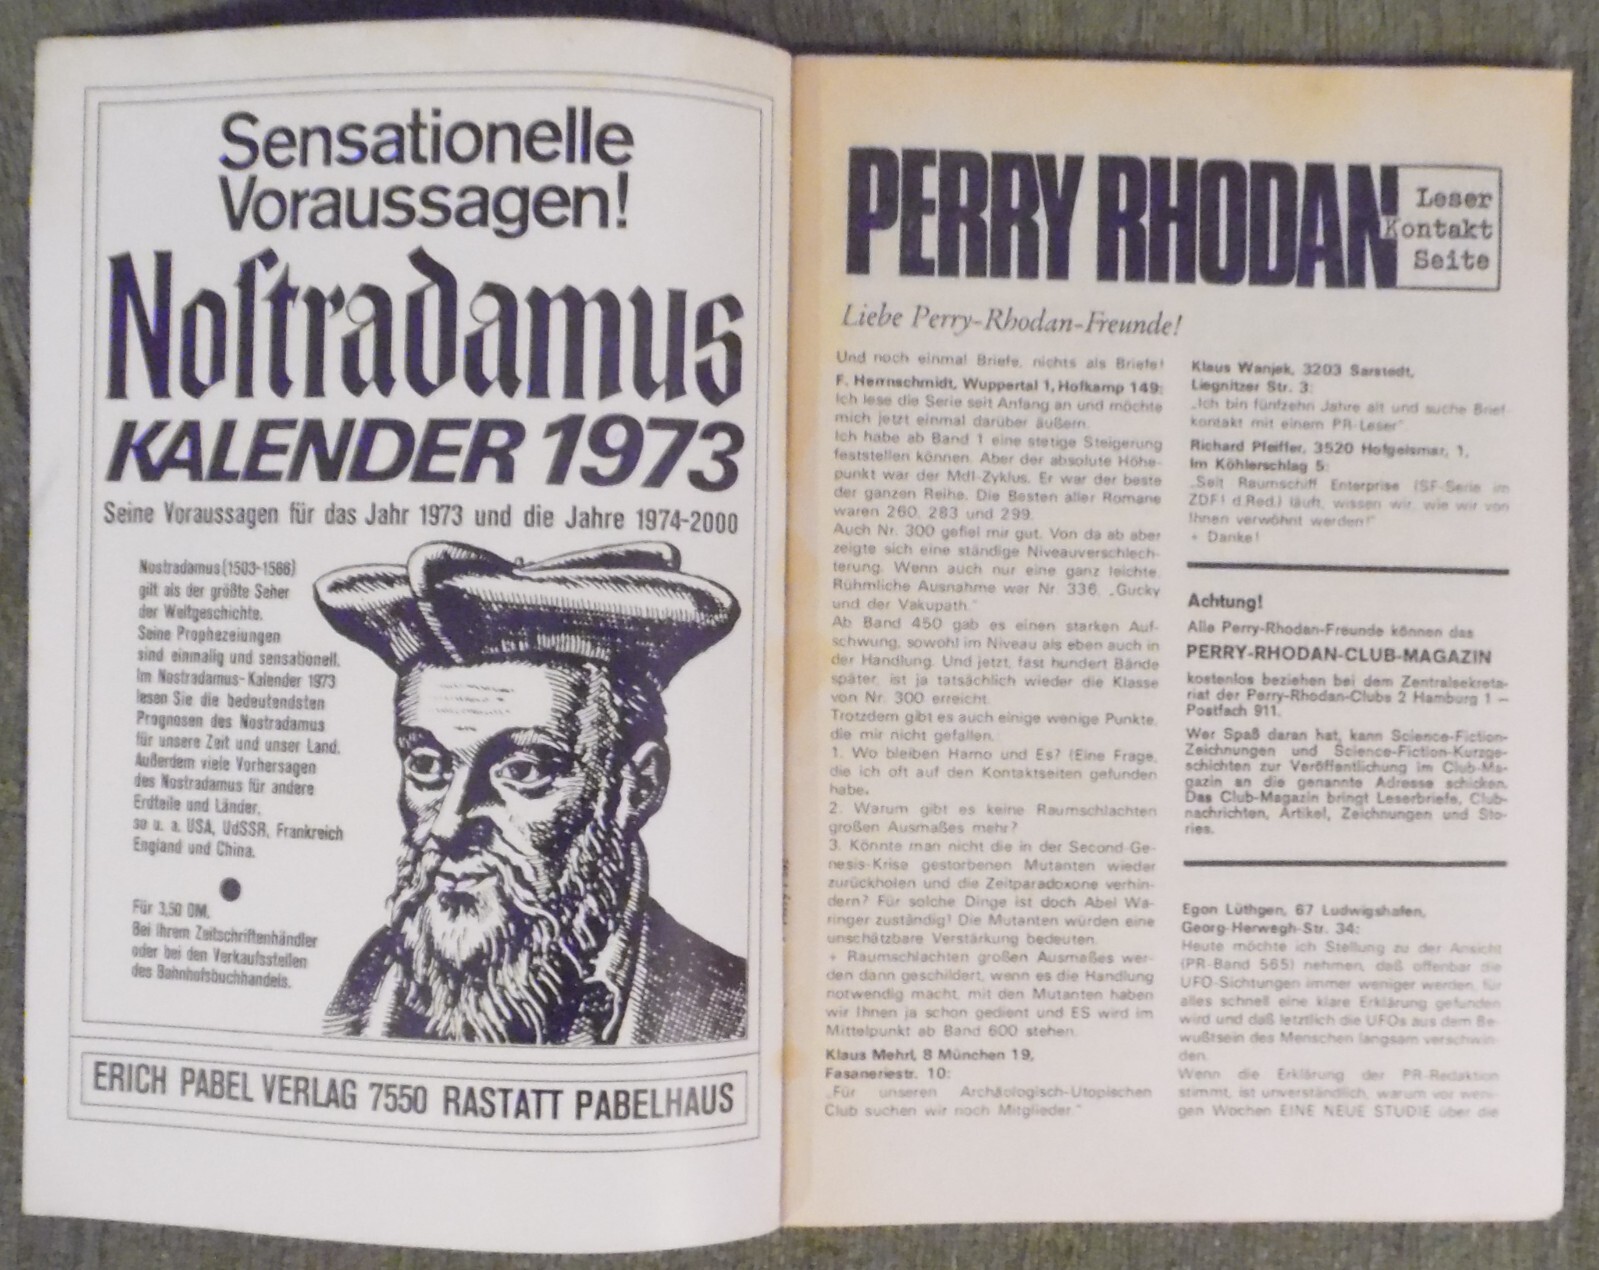 Sensationelle
Voraussagen!
Nostradamus
KALENDER 1973
Seine Voraussagen für das Jahr 1973 und die Jahre 1974-2000
Nostradamus (1503-1566)
gilt als der größte Seher
der Weltgeschichte.
Seine Prophezeiungen
sind einmalig und sensationell.
Im Nostradamus-Kalender 1973
lesen Sie die bedeutendsten
Prognosen des Nostradamus
für unsere Zeit und unser Land.
Außerdem viele Vorhersagen
des Nostradamus für andere
Erdteile und Länder,
so u. a. USA, UdSSR, Frankreich
England und China.
Für 3,50 DM.
Bei Ihrem Zeitschriftenhändler
oder bei den Verkaufsstellen
des Bahnhofsbuchhandels.
ERICH PABEL VERLAG 7550 RASTATT PABELHAUS
PERRY RHODAN
Leser
Kontakt
Seite
Liebe Perry-Rhodan-Freunde!
Und noch einmal Briefe, nichts als Briefe!
F. Herrnschmidt, Wuppertal 1, Hofkamp 149:
Ich lese die Serie seit Anfang an und möchte
mich jetzt einmal darüber äußern.
Ich habe ab Band 1 eine stetige Steigerung
feststellen können. Aber der absolute Höhe-
punkt war der MdI-Zyklus. Er war der beste
der ganzen Reihe. Die Besten aller Romane
waren 260, 283 und 299.
Auch Nr. 300 gefiel mir gut. Von da ab aber
zeigte sich eine ständige Niveauverschlech-
terung. Wenn auch nur eine ganz leichte.
Rühmliche Ausnahme war Nr. 336, „Gucky
und der Vakupath."
Ab Band 450 gab es einen starken Auf-
schwung, sowohl im Niveau als eben auch in
der Handlung. Und jetzt, fast hundert Bände
später, ist ja tatsächlich wieder die Klasse
von Nr. 300 erreicht.
Trotzdem gibt es auch einige wenige Punkte,
die mir nicht gefallen.
1. Wo bleiben Harno und Es? (Eine Frage,
die ich oft auf den Kontaktseiten gefunden
habe.
2. Warum gibt es keine Raumschlachten
großen Ausmaßes mehr?
3. Könnte man nicht die in der Second-Ge-
nesis-Krise gestorbenen Mutanten wieder
zurückholen und die Zeitparadoxone verhin-
dern? Für solche Dinge ist doch Abel Wa-
ringer zuständig! Die Mutanten würden eine
unschätzbare Verstärkung bedeuten.
+ Raumschlachten großen Ausmaßes wer-
den dann geschildert, wenn es die Handlung
notwendig macht, mit den Mutanten haben
wir Ihnen ja schon gedient und ES wird im
Mittelpunkt ab Band 600 stehen.
Klaus Mehrl, 8 München 19,
Fasaneriestr. 10:
„Für unseren Archäologisch-Utopischen
Club suchen wir noch Mitglieder."
Klaus Wanjek, 3203 Sarstedt,
Liegnitzer Str. 3:
„Ich bin fünfzehn Jahre alt und suche Brief-
kontakt mit einem PR-Leser"
Richard Pfeiffer, 3520 Hofgeismar, 1,
Im Köhlerschlag 5:
„Seit Raumschiff Enterprise (SF-Serie im
ZDF! d.Red.) läuft, wissen wir, wie wir von
Ihnen verwöhnt werden!"
+ Danke!
Achtung!
Alle Perry-Rhodan-Freunde können das
PERRY-RHODAN-CLUB-MAGAZIN
kostenlos beziehen bei dem Zentralsekreta-
riat der Perry-Rhodan-Clubs 2 Hamburg 1 –
Postfach 911.
Wer Spaß daran hat, kann Science-Fiction-
Zeichnungen und Science-Fiction-Kurzge-
schichten zur Veröffentlichung im Club-Ma-
gazin an die genannte Adresse schicken.
Das Club-Magazin bringt Leserbriefe, Club-
nachrichten, Artikel, Zeichnungen und Sto-
ries.
Egon Lüthgen, 67 Ludwigshafen,
Georg-Herwegh-Str. 34:
Heute möchte ich Stellung zu der Ansicht
(PR-Band 565) nehmen, daß offenbar die
UFO-Sichtungen immer weniger werden, für
alles schnell eine klare Erklärung gefunden
wird und daß letztlich die UFOs aus dem Be-
wußtsein des Menschen langsam verschwin-
den.
Wenn die Erklärung der PR-Redaktion
stimmt, ist unverständlich, warum vor weni-
gen Wochen EINE NEUE STUDIE über die